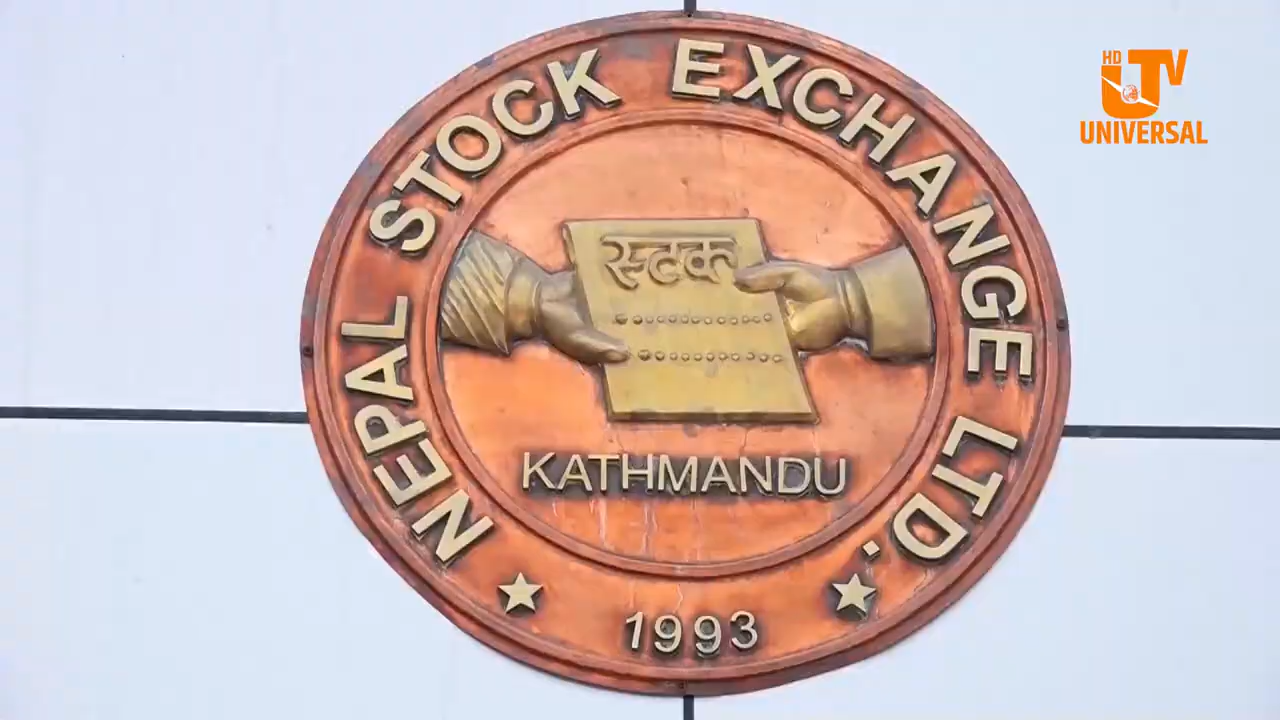 NEPAL STOCK EXCHANGE LTD.
स्टक
KATHMANDU
1993
HD
UTV
UNIVERSAL